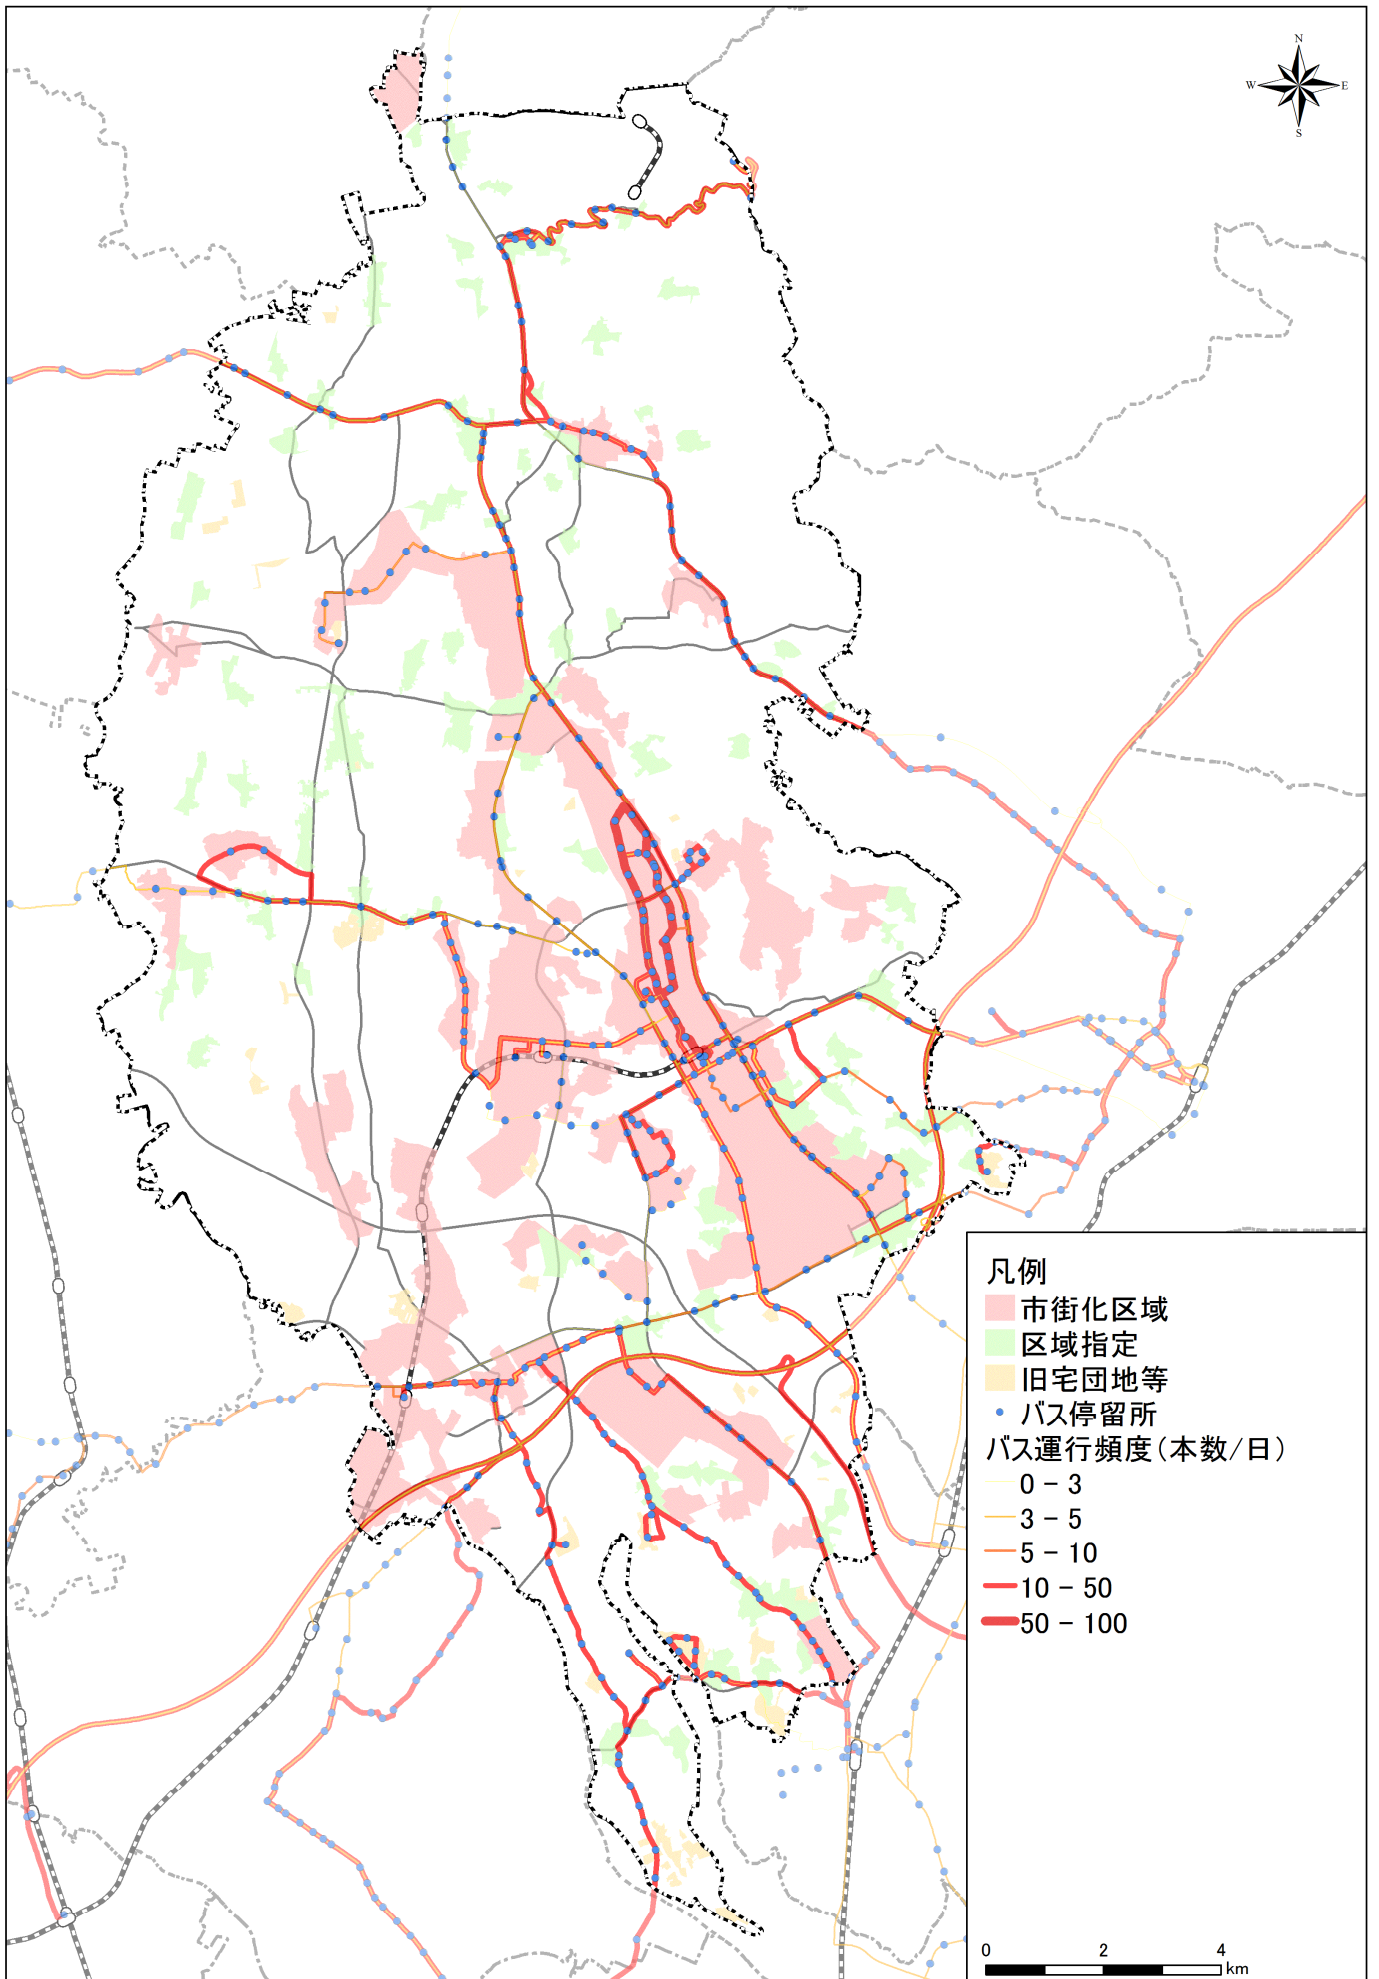 N
W E
S
凡例
市街化区域
区域指定
旧宅団地等
バス停留所
バス運行頻度(本数/日)
0 - 3
3 - 5
5 - 10
10 - 50
50 - 100
0 2 4
km